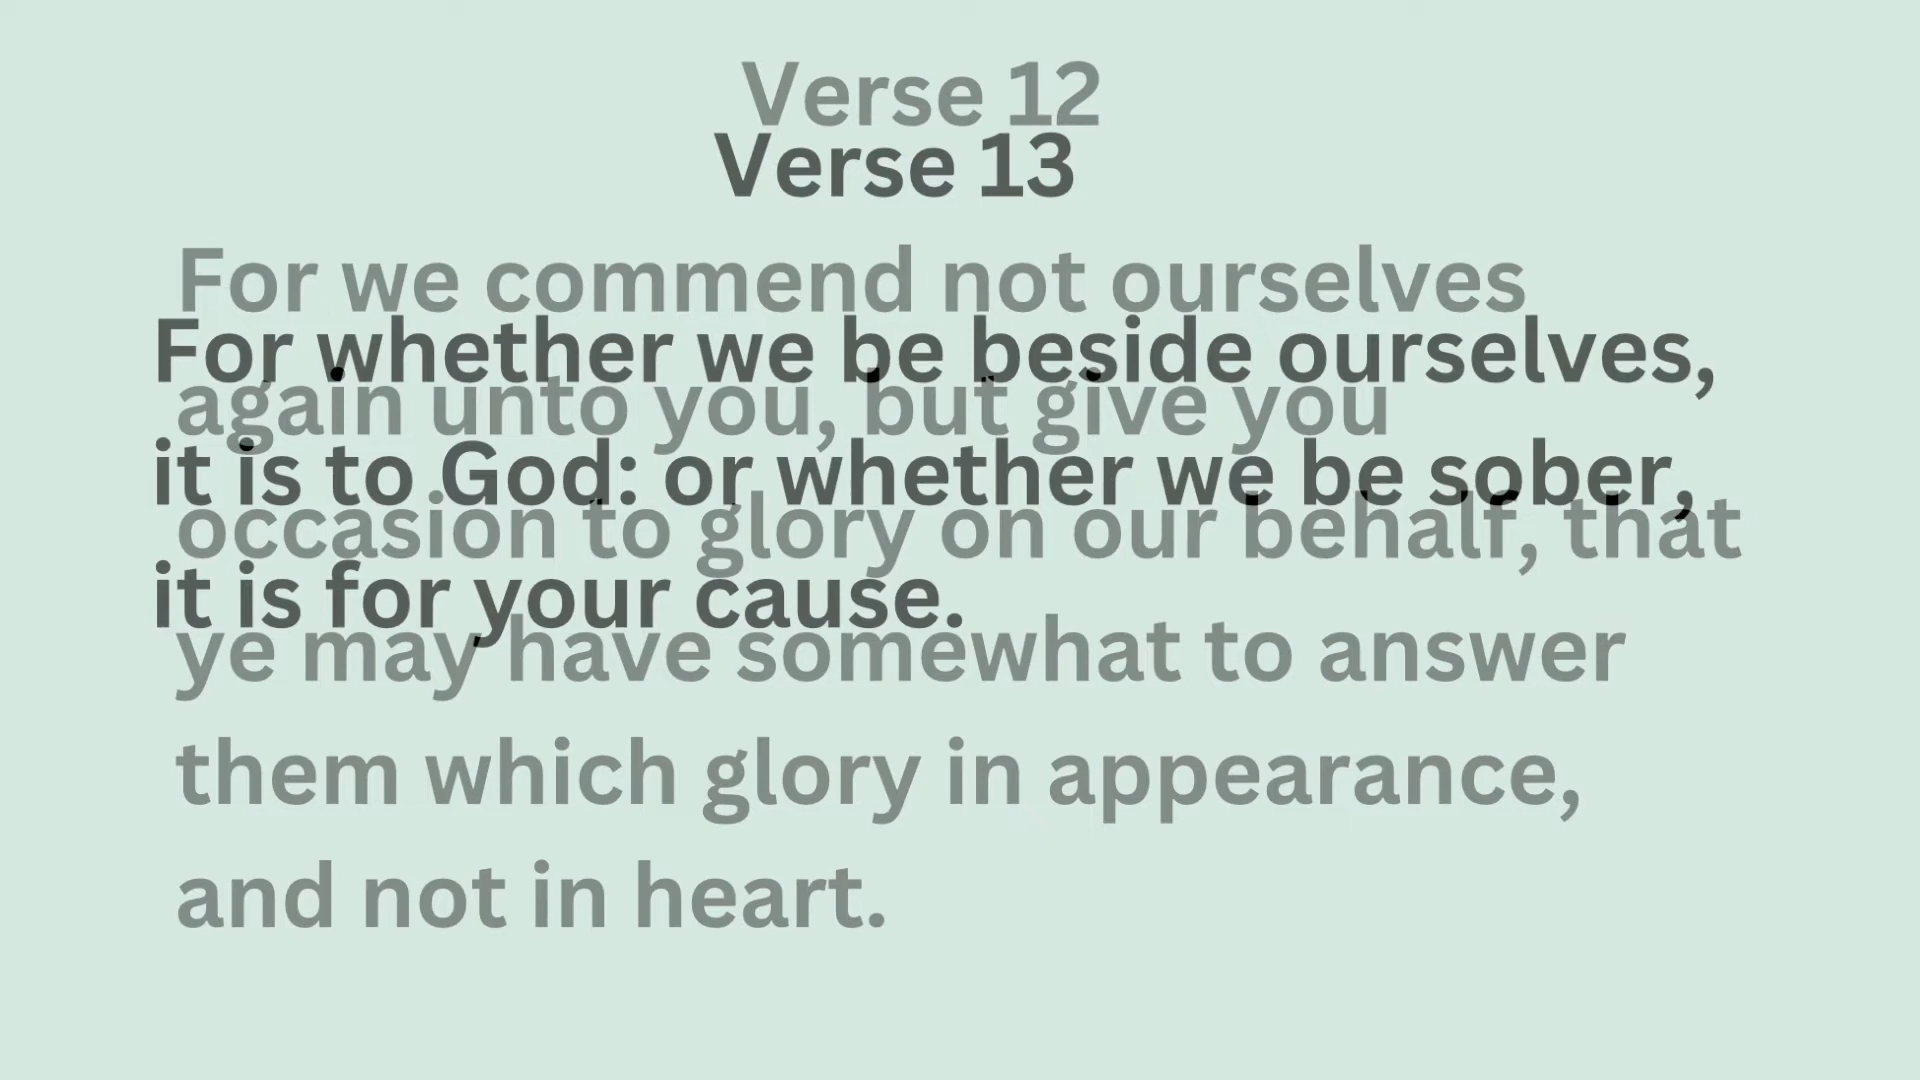 Verse 12
For we commend not ourselves
again unto you, but give you
occasion to glory on our behalf, that
ye may have somewhat to answer
them which glory in appearance,
and not in heart.
Verse 13
For whether we be beside ourselves,
it is to God: or whether we be sober,
it is for your cause.